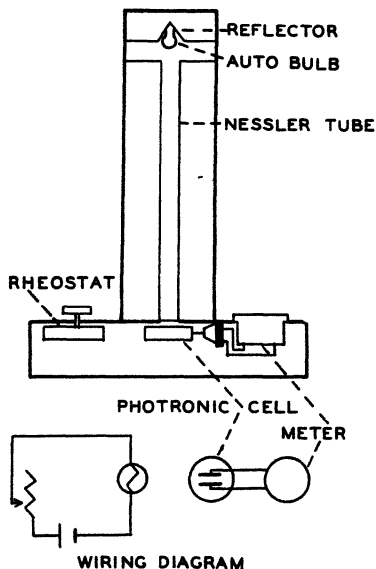 REFLECTOR
AUTO BULB
NESSLER TUBE
RHEOSTAT
PHOTRONIC CELL
METER
WIRING DIAGRAM